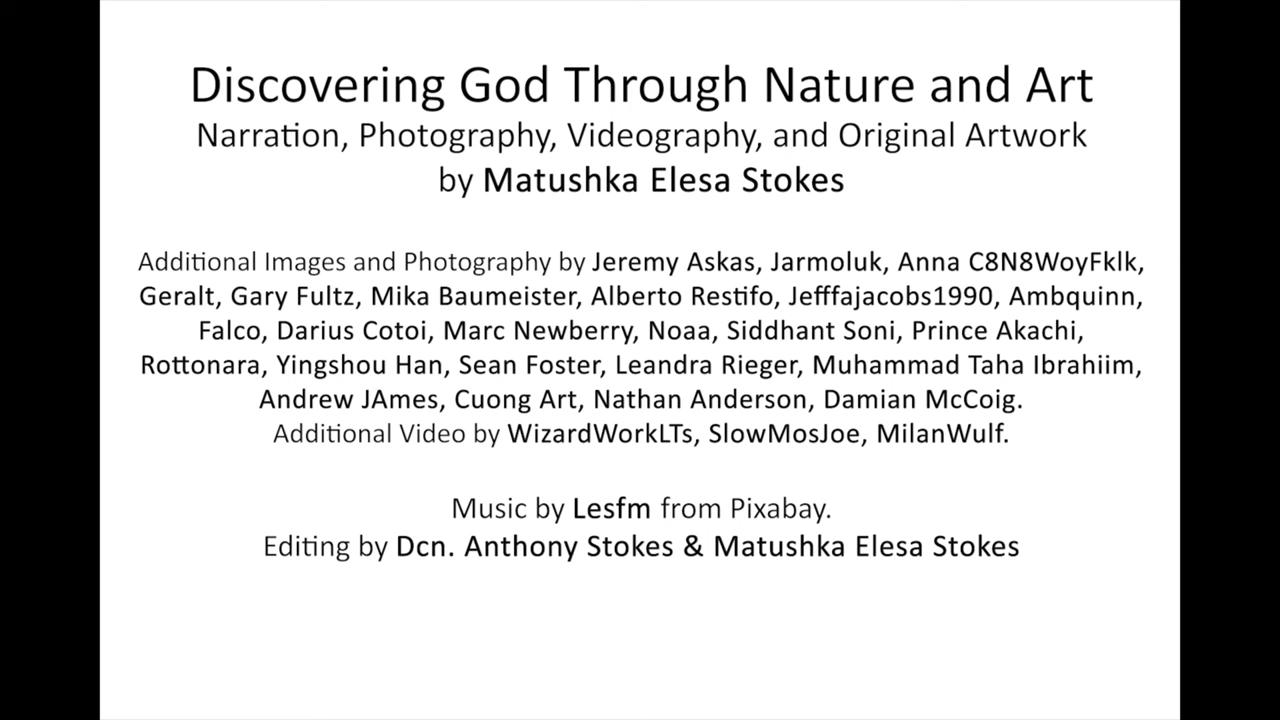 Discovering God Through Nature and Art
Narration, Photography, Videography, and Original Artwork
by Matushka Elesa Stokes
Additional Images and Photography by Jeremy Askas, Jarmoluk, Anna C8N8WoyFklk,
Geralt, Gary Fultz, Mika Baumeister, Alberto Restifo, Jefffajacobs1990, Ambquinn,
Falco, Darius Cotoi, Marc Newberry, Noaa, Siddhant Soni, Prince Akachi,
Rottonara, Yingshou Han, Sean Foster, Leandra Rieger, Muhammad Taha Ibrahiim,
Andrew JAmes, Cuong Art, Nathan Anderson, Damian McCoig.
Additional Video by WizardWorkLTs, SlowMosJoe, MilanWulf.
Music by Lesfm from Pixabay.
Editing by Dcn. Anthony Stokes & Matushka Elesa Stokes